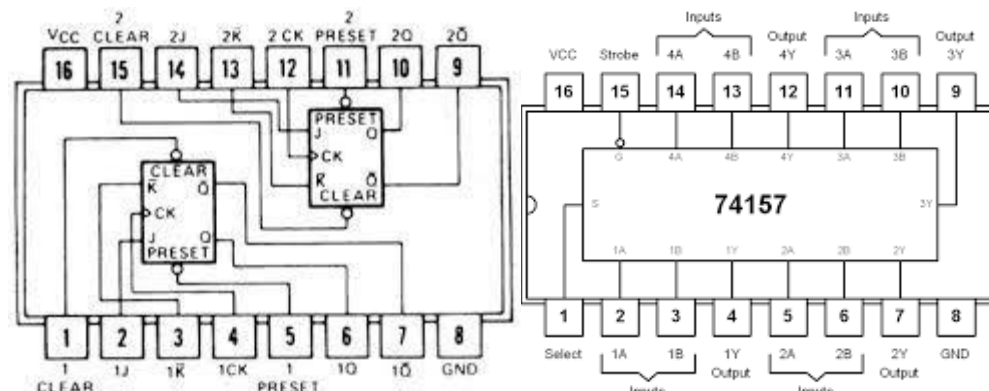 2 2
VCC CLEAR 2J 2K̅ 2CK PRESET 2Q 2Q̅
16 15 14 13 12 11 10 9
PRESET
J Q
CK
K̅ Q̅
CLEAR
CLEAR
K̅ Q̅
CK
J Q
PRESET
1 2 3 4 5 6 7 8
1 1J 1K̅ 1CK 1 1Q 1Q̅ GND
CLEAR PRESET
Inputs Inputs
Output Output
VCC Strobe 4A 4B 4Y 3A 3B 3Y
16 15 14 13 12 11 10 9
G 4A 4B 4Y 3A 3B
S 74157 3Y
1A 1B 1Y 2A 2B 2Y
1 2 3 4 5 6 7 8
Select 1A 1B 1Y 2A 2B 2Y GND
Output Output
Inputs Inputs